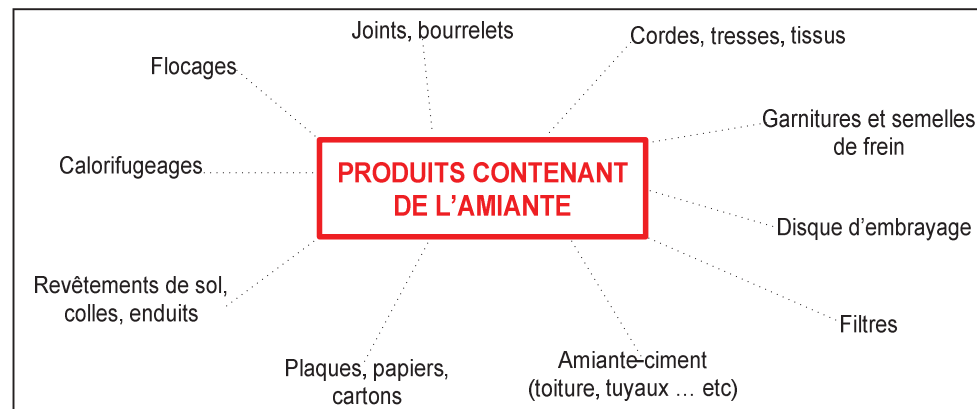 Joints, bourrelets
Cordes, tresses, tissus
Flocages
Garnitures et semelles
de frein
Calorifugeages
PRODUITS CONTENANT
DE L’AMIANTE
Disque d’embrayage
Revêtements de sol,
colles, enduits
Filtres
Plaques, papiers,
cartons
Amiante-ciment
(toiture, tuyaux … etc)